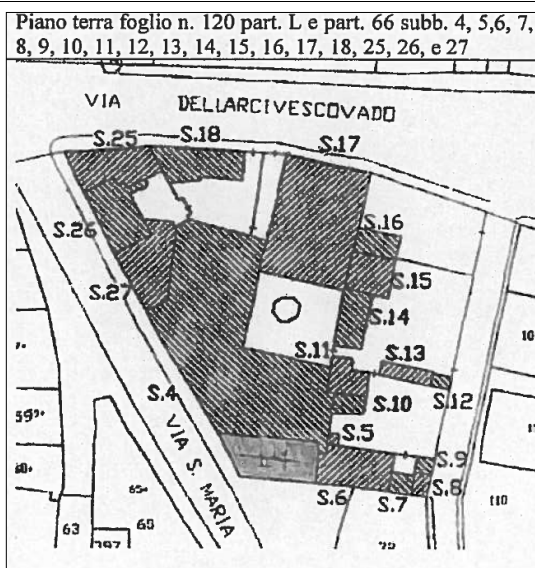 Piano terra foglio n. 120 part. L e part. 66 subb. 4, 5,6, 7,
8, 9, 10, 11, 12, 13, 14, 15, 16, 17, 18, 25, 26, e 27
VIA DELLARCIVESCOVADO
S.25 S.18 S.17
S.16
S.26
S.15
S.27
S.14
S.11 S.13
S.4
S.10 S.12
S.5
VIA S. MARIA
S.9
S.6 S.7 S.8
63
65
60
110